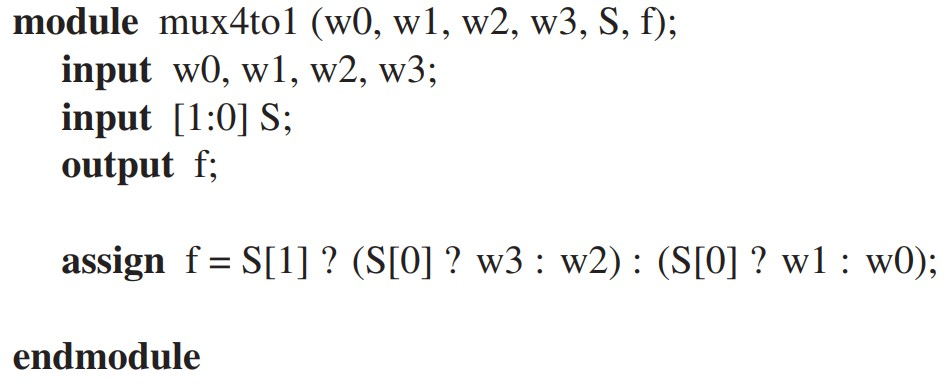 module mux4to1 (w0, w1, w2, w3, S, f);
input w0, w1, w2, w3;
input [1:0] S;
output f;
assign f = S[1] ? (S[0] ? w3 : w2) : (S[0] ? w1 : w0);
endmodule